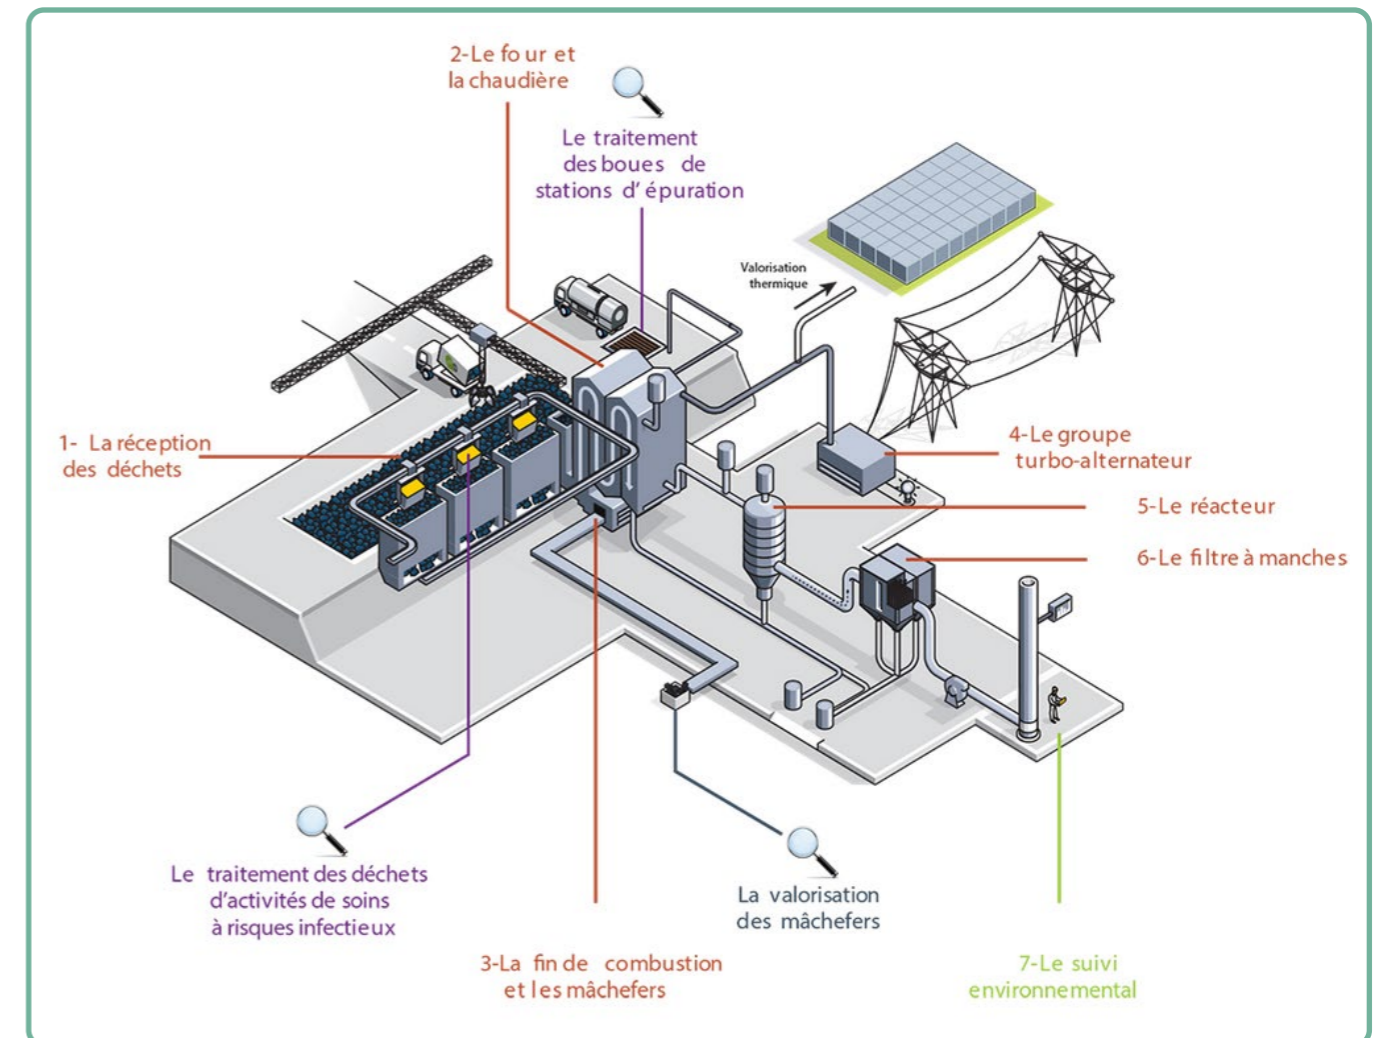 2-Le four et
la chaudière
Le traitement
des boues de
stations d'épuration
Valorisation
thermique
1- La réception
des déchets
4-Le groupe
turbo-alternateur
5-Le réacteur
6-Le filtre à manches
Le traitement des déchets
d'activités de soins
à risques infectieux
La valorisation
des mâchefers
3-La fin de combustion
et les mâchefers
7-Le suivi
environnemental